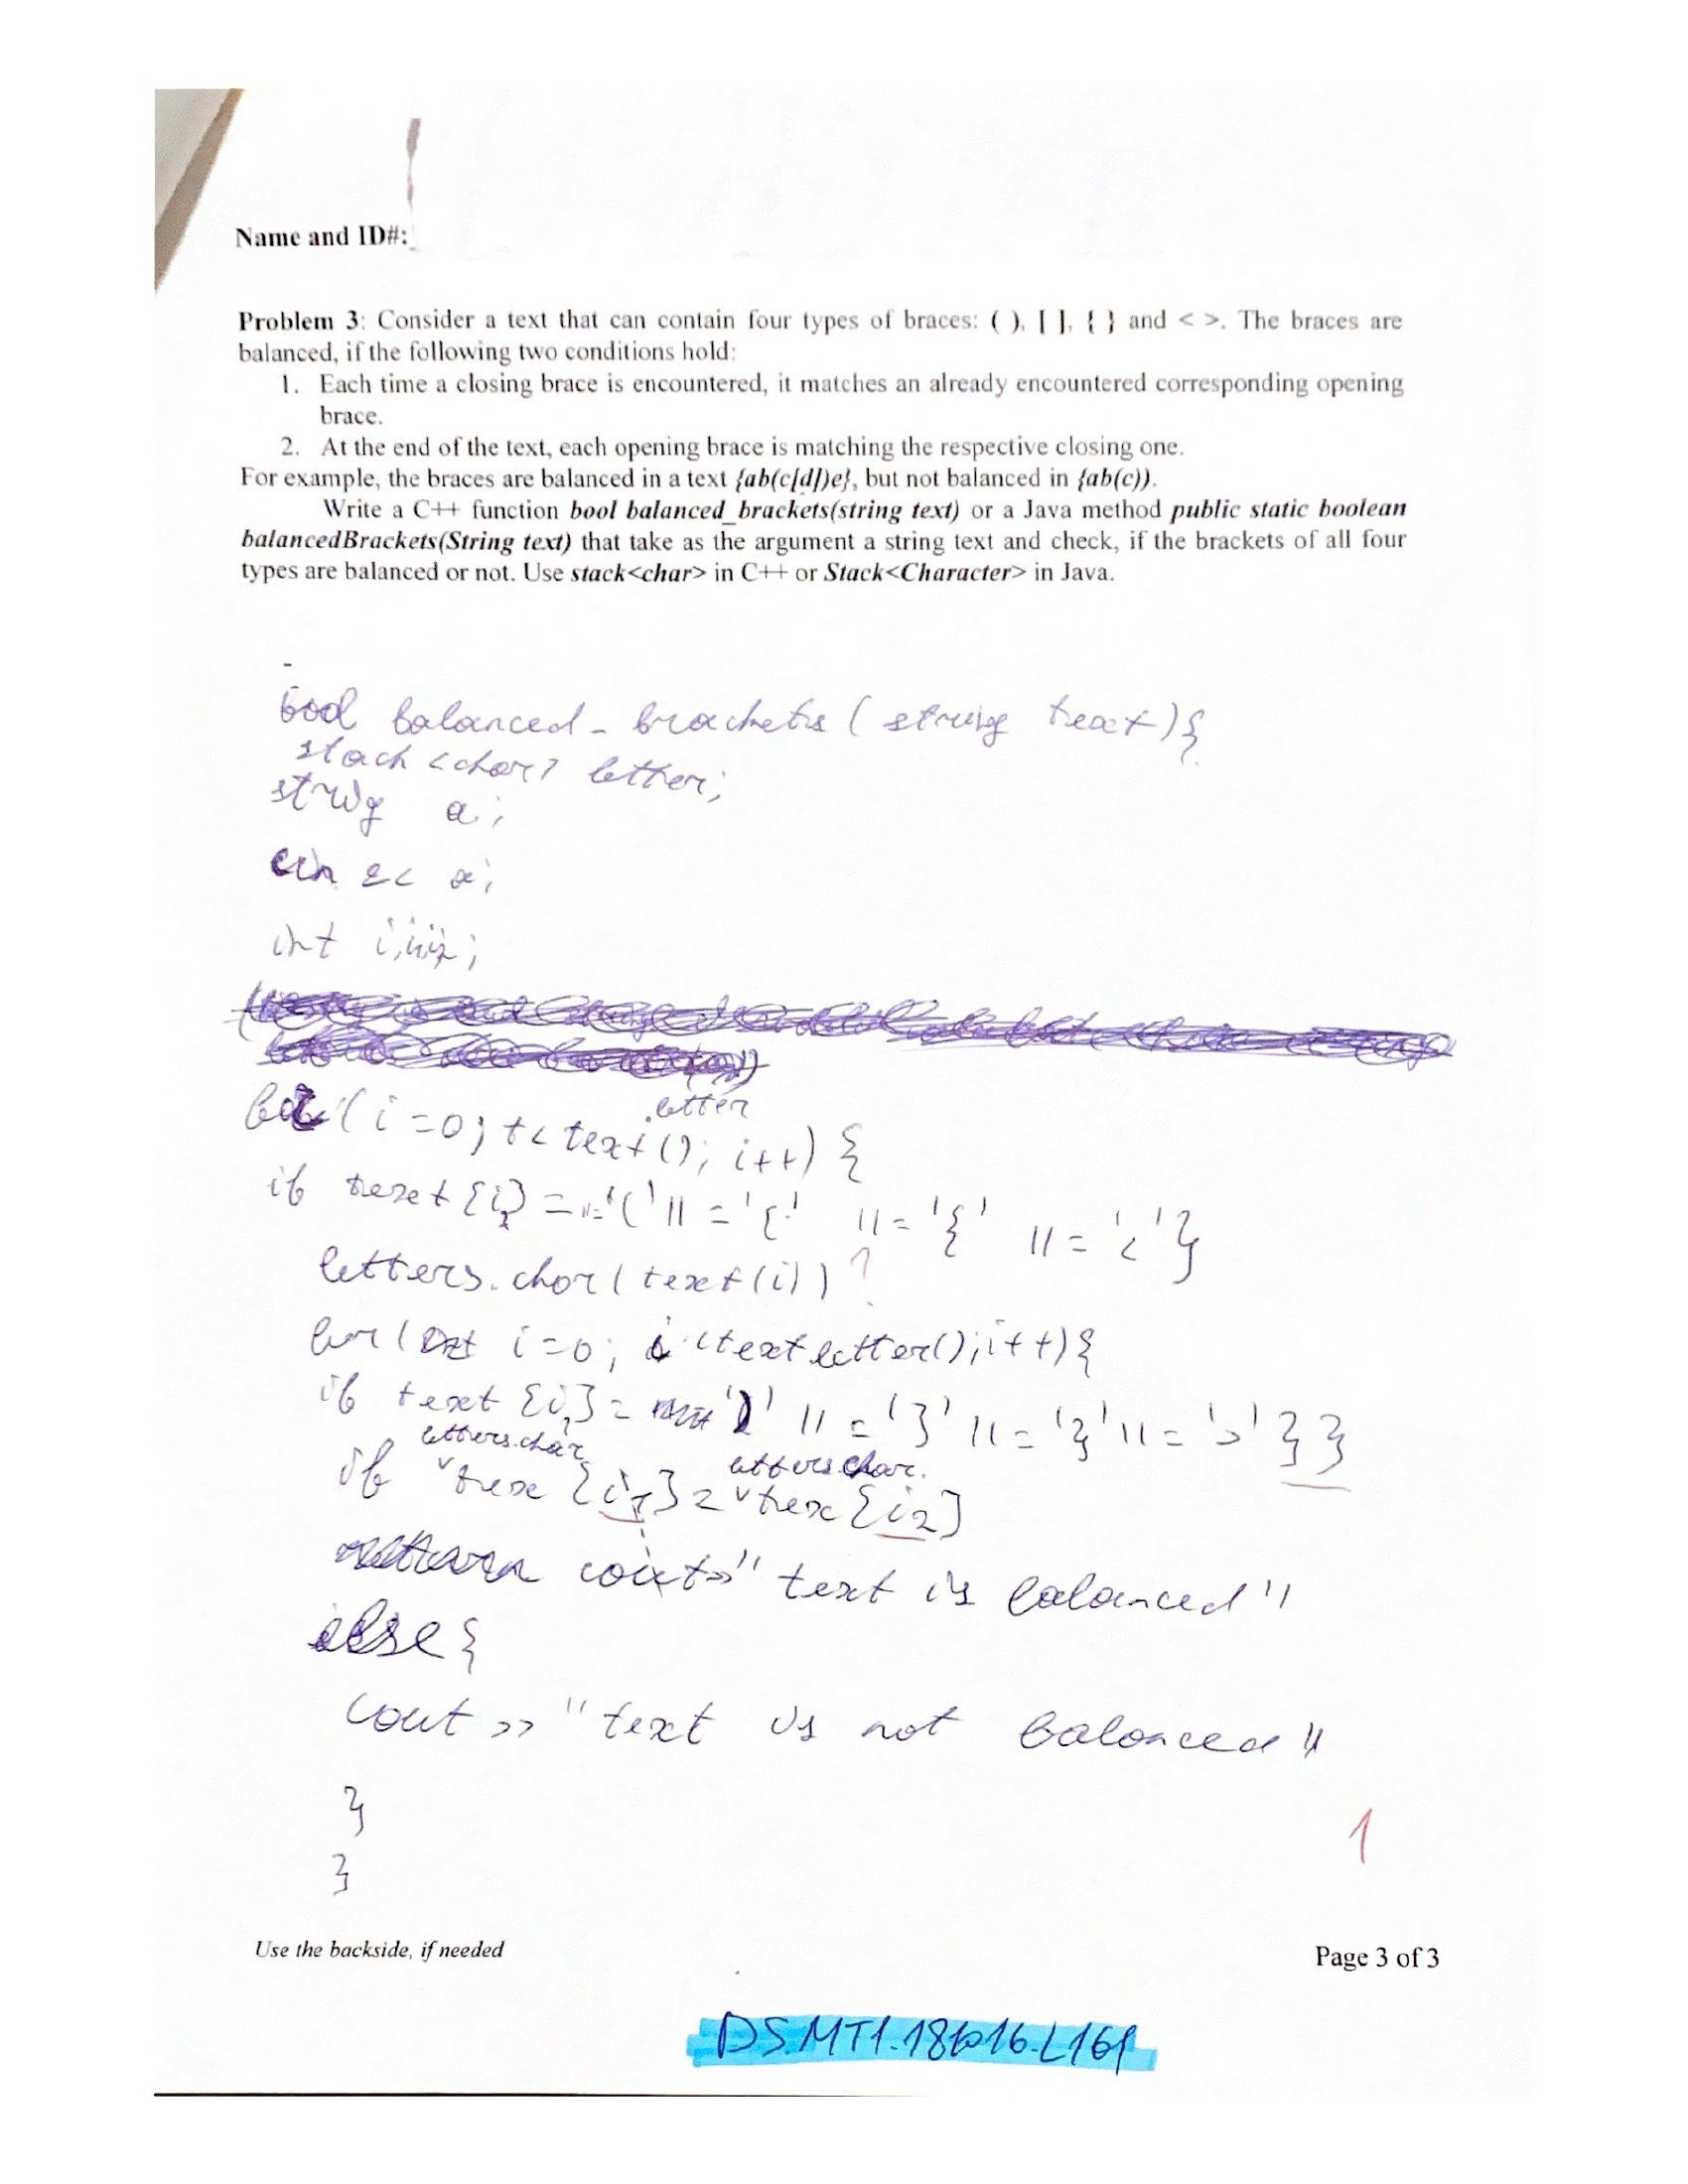 Name and ID#:
Problem 3: Consider a text that can contain four types of braces: ( ), [ ], { } and < >. The braces are
balanced, if the following two conditions hold:
1. Each time a closing brace is encountered, it matches an already encountered corresponding opening
brace.
2. At the end of the text, each opening brace is matching the respective closing one.
For example, the braces are balanced in a text {ab(c[d])e}, but not balanced in {ab(c)).
Write a C++ function bool balanced_brackets(string text) or a Java method public static boolean
balancedBrackets(String text) that take as the argument a string text and check, if the brackets of all four
types are balanced or not. Use stack<char> in C++ or Stack<Character> in Java.
bool balanced_brackets (string text){
stack <char> letter;
string a;
cin << a;
int i,
letter
for (i=0; i< text.(); i++) {
if text [i] == '(' || = '[' || = '{' || = '<' }
letters.char(text(i)) ?
for (int i=0; i <text letter(); i++){
if text [i] = ')' || = ']' || = '}' || = '>' } }
letters.char letters char.
if tex [i1] = tex [i2]
cout>>" text is balanced"
else {
cout >> "text is not balanced"
}
}
1
Use the backside, if needed
Page 3 of 3
DS.MT1.181016.L161